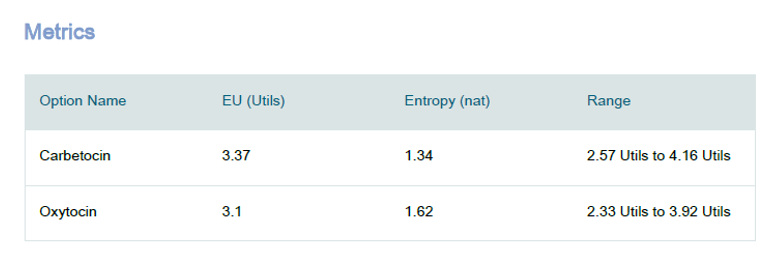 Metrics
Option Name EU (Utils) Entropy (nat) Range
Carbetocin 3.37 1.34 2.57 Utils to 4.16 Utils
Oxytocin 3.1 1.62 2.33 Utils to 3.92 Utils